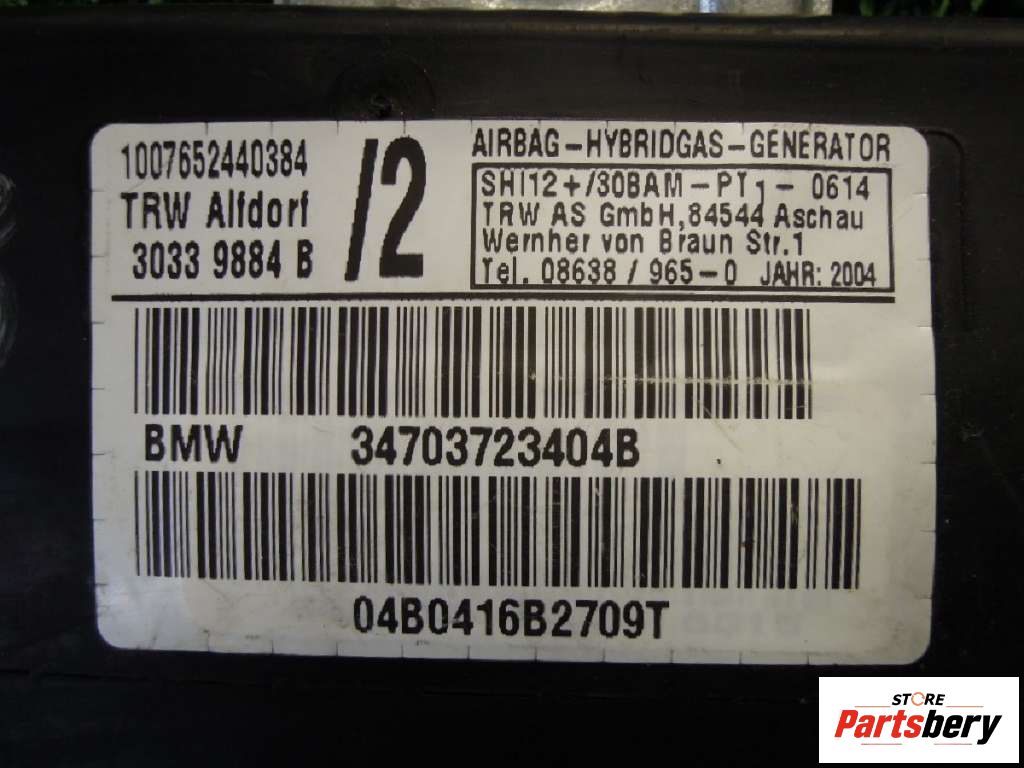 1007652440384
TRW Alfdorf
3033 9884 B
/2
AIRBAG-HYBRIDGAS-GENERATOR
SHI12+/30BAM-PT1-0614
TRW AS GmbH,84544 Aschau
Wernher von Braun Str.1
Tel. 08638 / 965-0 JAHR: 2004
BMW 34703723404B
04B0416B2709T
STORE
Partsbery